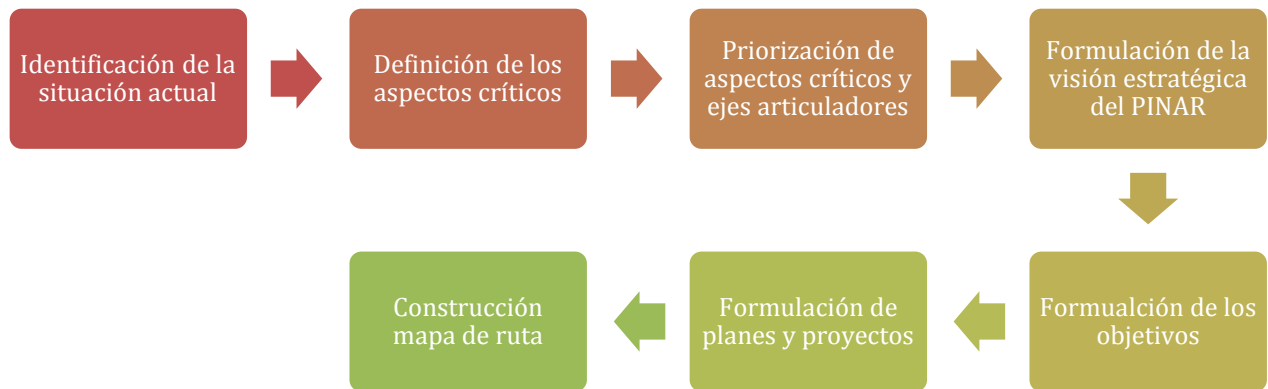 Identificación de la
situación actual
Definición de los
aspectos críticos
Priorización de
aspectos críticos y
ejes articuladores
Formulación de la
visión estratégica
del PINAR
Formualción de los
objetivos
Formulación de
planes y proyectos
Construcción
mapa de ruta